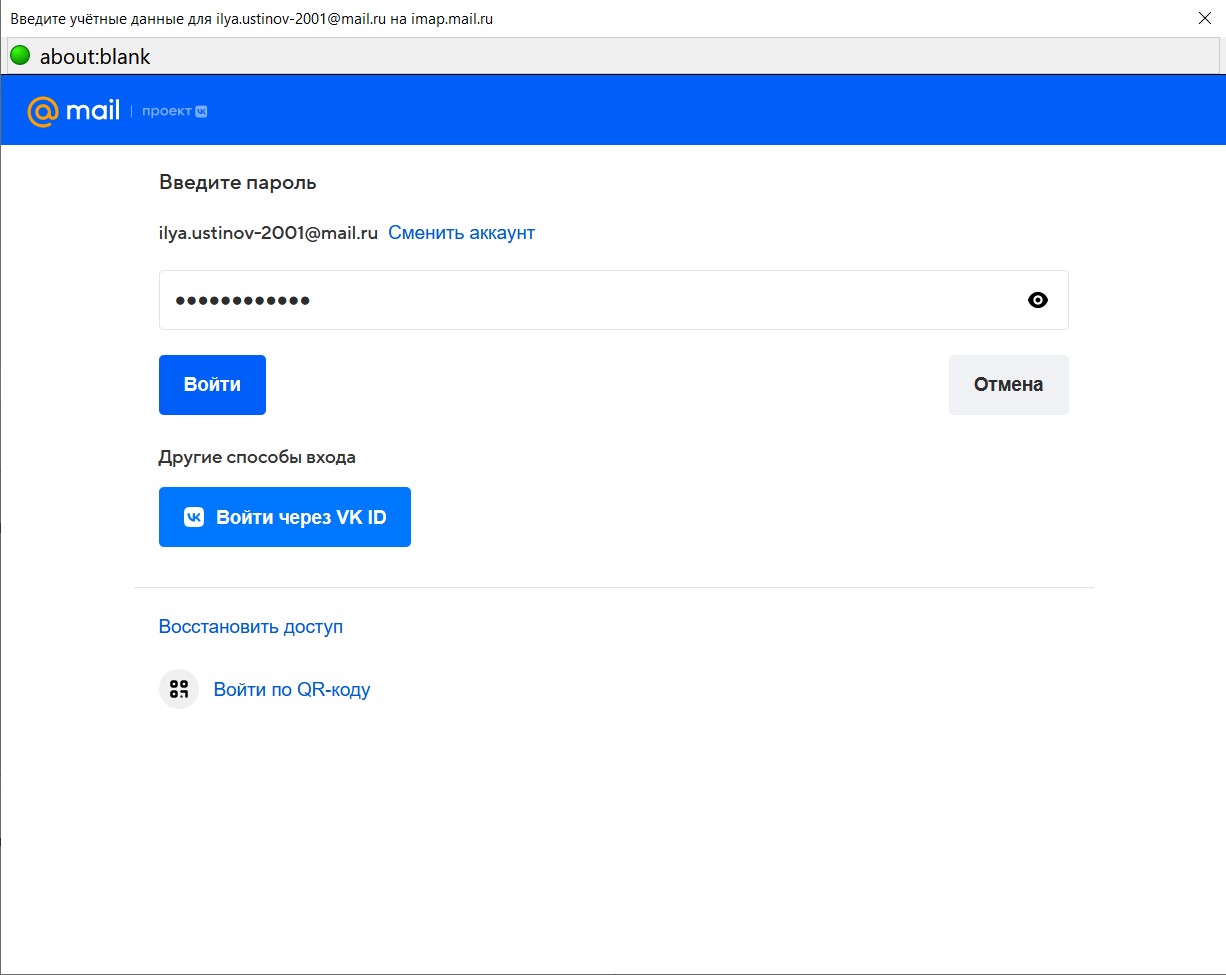 Введите учётные данные для ilya.ustinov-2001@mail.ru на imap.mail.ru
about:blank
@mail | проект
Введите пароль
ilya.ustinov-2001@mail.ru Сменить аккаунт
●●●●●●●●●●●●
Войти Отмена
Другие способы входа
Войти через VK ID
Восстановить доступ
Войти по QR-коду